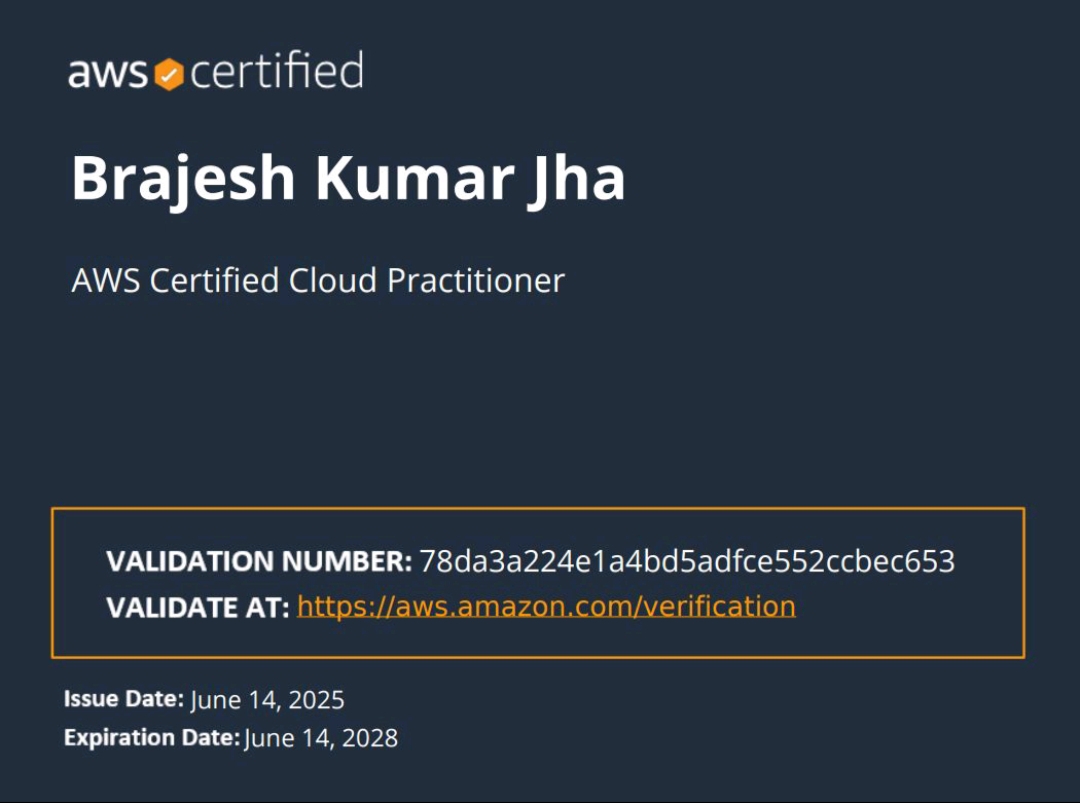 aws certified
Brajesh Kumar Jha
AWS Certified Cloud Practitioner
VALIDATION NUMBER: 78da3a224e1a4bd5adfce552ccbec653
VALIDATE AT: https://aws.amazon.com/verification
Issue Date: June 14, 2025
Expiration Date: June 14, 2028